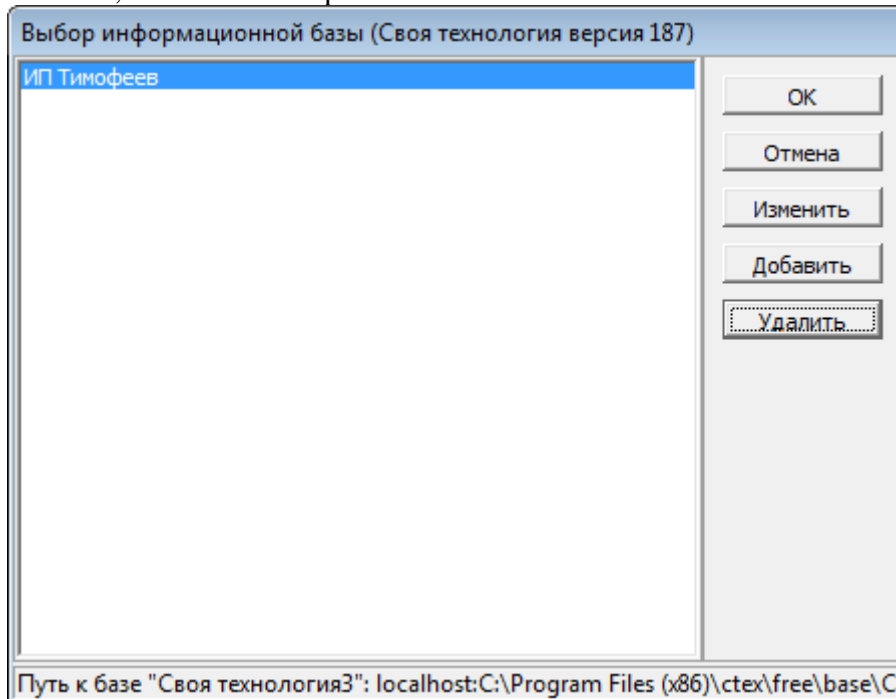 Выбор информационной базы (Своя технология версия 187)
ИП Тимофеев
OK
Отмена
Изменить
Добавить
Удалить
Путь к базе "Своя технология3": localhost:C:\Program Files (x86)\ctex\free\base\